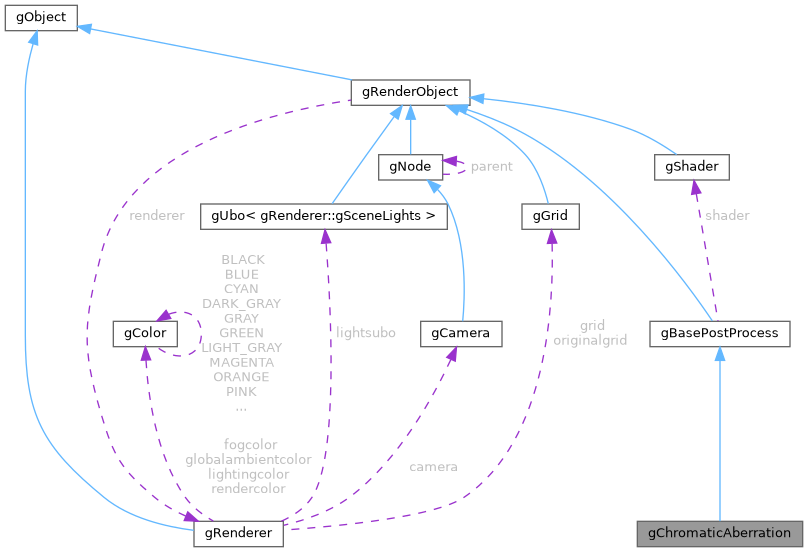 gObject
gRenderObject
gNode
parent
gShader
renderer
gUbo< gRenderer::gSceneLights >
gGrid
shader
BLACK
BLUE
CYAN
DARK_GRAY
GRAY
GREEN
LIGHT_GRAY
MAGENTA
ORANGE
PINK
...
gColor
lightsubo
gCamera
grid
originalgrid
gBasePostProcess
fogcolor
globalambientcolor
lightingcolor
rendercolor
camera
gRenderer
gChromaticAberration